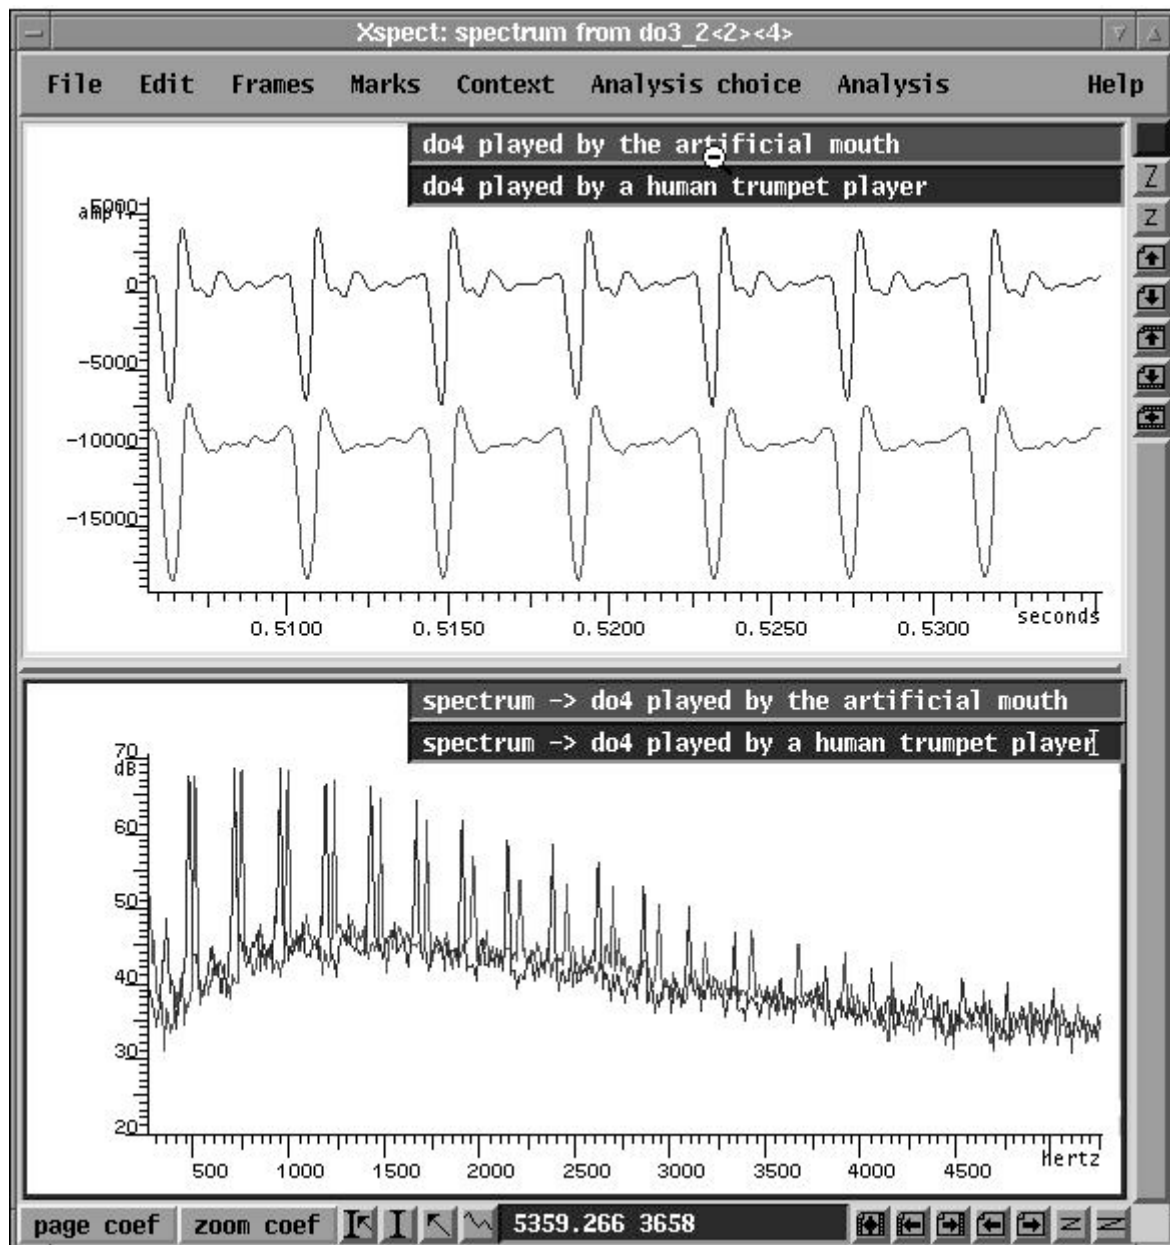 Xspect: spectrum from do3_2<2><4>
File Edit Frames Marks Context Analysis choice Analysis Help
do4 played by the artificial mouth
do4 played by a human trumpet player
Z
Z
5000
0
-5000
-10000
-15000
0.5100 0.5150 0.5200 0.5250 0.5300 seconds
spectrum -> do4 played by the artificial mouth
spectrum -> do4 played by a human trumpet player
70
dB
60
50
40
30
20
500 1000 1500 2000 2500 3000 3500 4000 4500 Hertz
page coef zoom coef 5359.266 3658